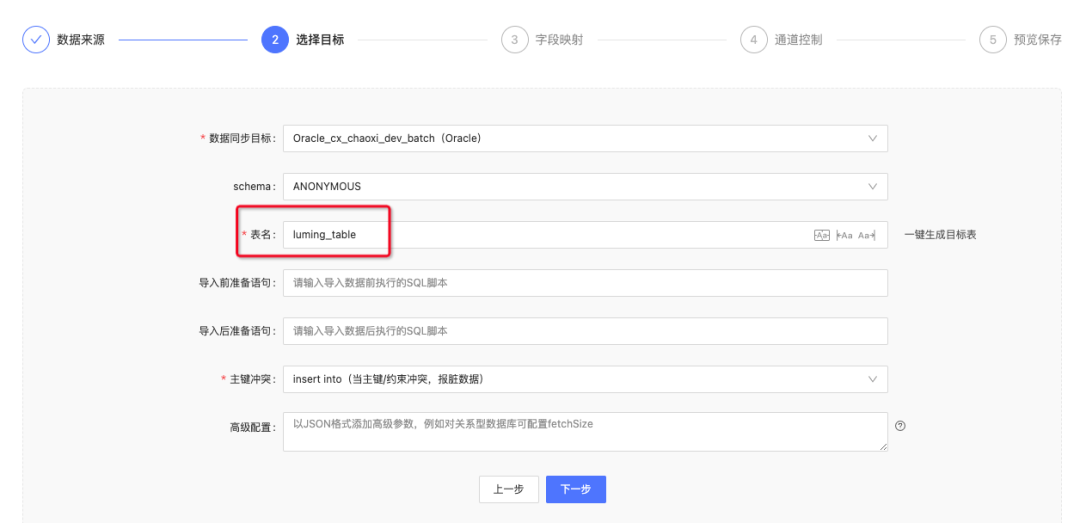 数据来源 2 选择目标 3 字段映射 4 通道控制 5 预览保存
* 数据同步目标: Oracle_cx_chaoxi_dev_batch（Oracle）
schema: ANONYMOUS
* 表名: luming_table Aa Aa Aa 一键生成目标表
导入前准备语句: 请输入导入数据前执行的SQL脚本
导入后准备语句: 请输入导入数据后执行的SQL脚本
* 主键冲突: insert into（当主键/约束冲突，报脏数据）
高级配置: 以JSON格式添加高级参数，例如对关系型数据库可配置fetchSize ?
上一步 下一步